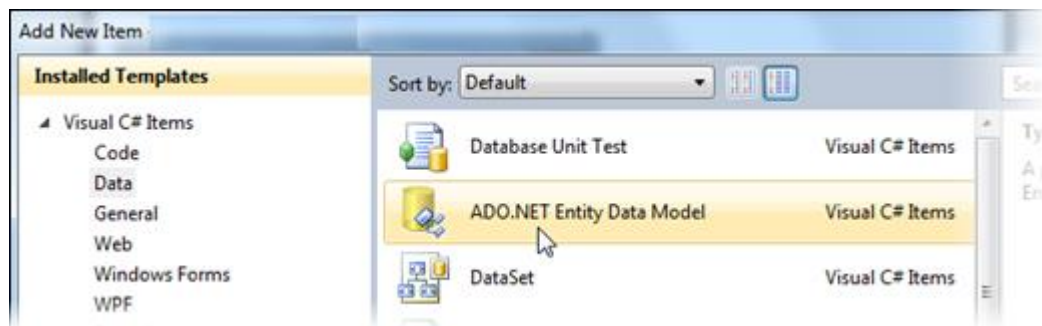 Add New Item
Installed Templates
Sort by: Default
Visual C# Items
Code
Data
General
Web
Windows Forms
WPF
Database Unit Test Visual C# Items
ADO.NET Entity Data Model Visual C# Items
DataSet Visual C# Items